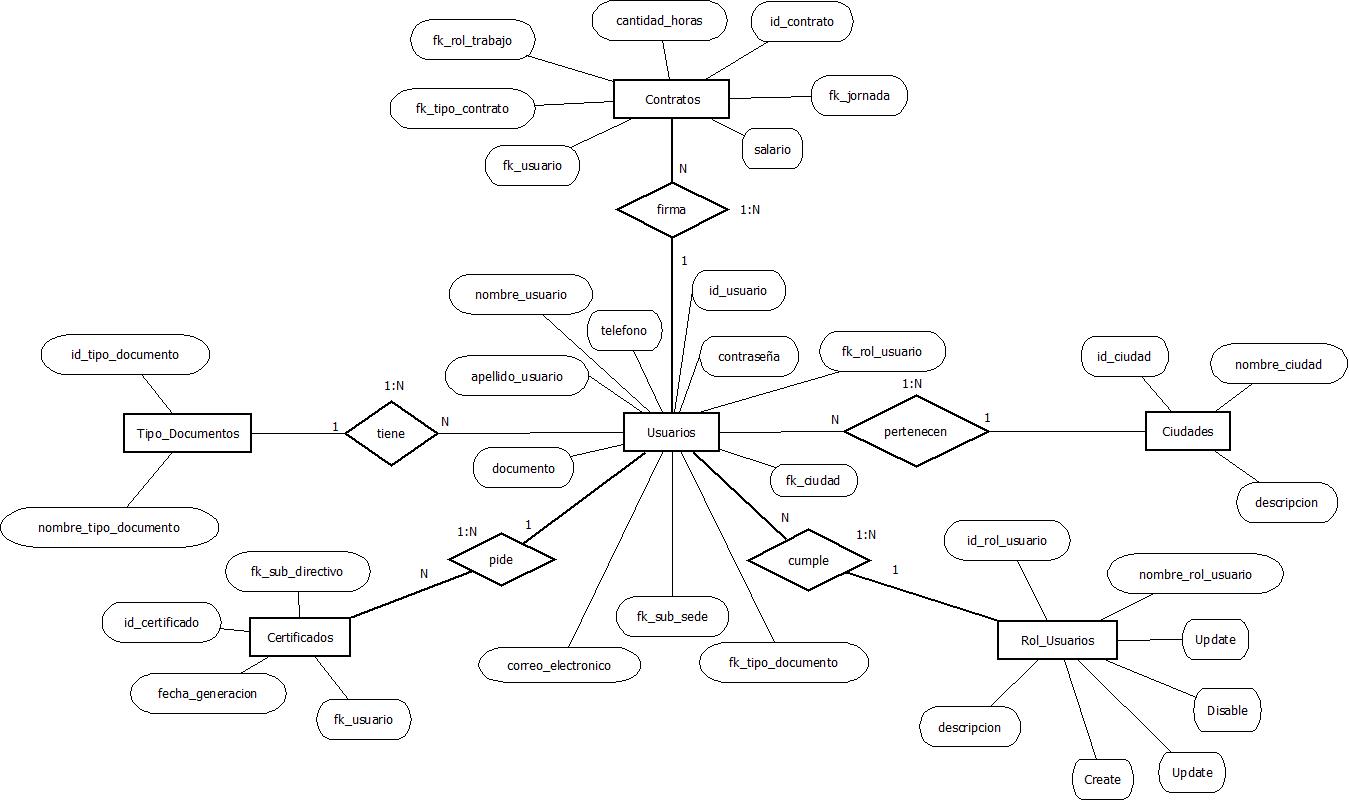 cantidad_horas
id_contrato
fk_rol_trabajo
Contratos
fk_jornada
fk_tipo_contrato
salario
fk_usuario
N
firma
1:N
1
nombre_usuario
id_usuario
telefono
contraseña
fk_rol_usuario
apellido_usuario
id_tipo_documento
id_ciudad
nombre_ciudad
1:N
1:N
Tipo_Documentos
1
tiene
N
Usuarios
N
pertenecen
1
Ciudades
documento
fk_ciudad
descripcion
nombre_tipo_documento
1:N
1
N
1:N
pide
cumple
N
1
id_rol_usuario
fk_sub_directivo
nombre_rol_usuario
id_certificado
Certificados
fk_sub_sede
Rol_Usuarios
Update
correo_electronico
fk_tipo_documento
fecha_generacion
fk_usuario
Disable
descripcion
Create
Update